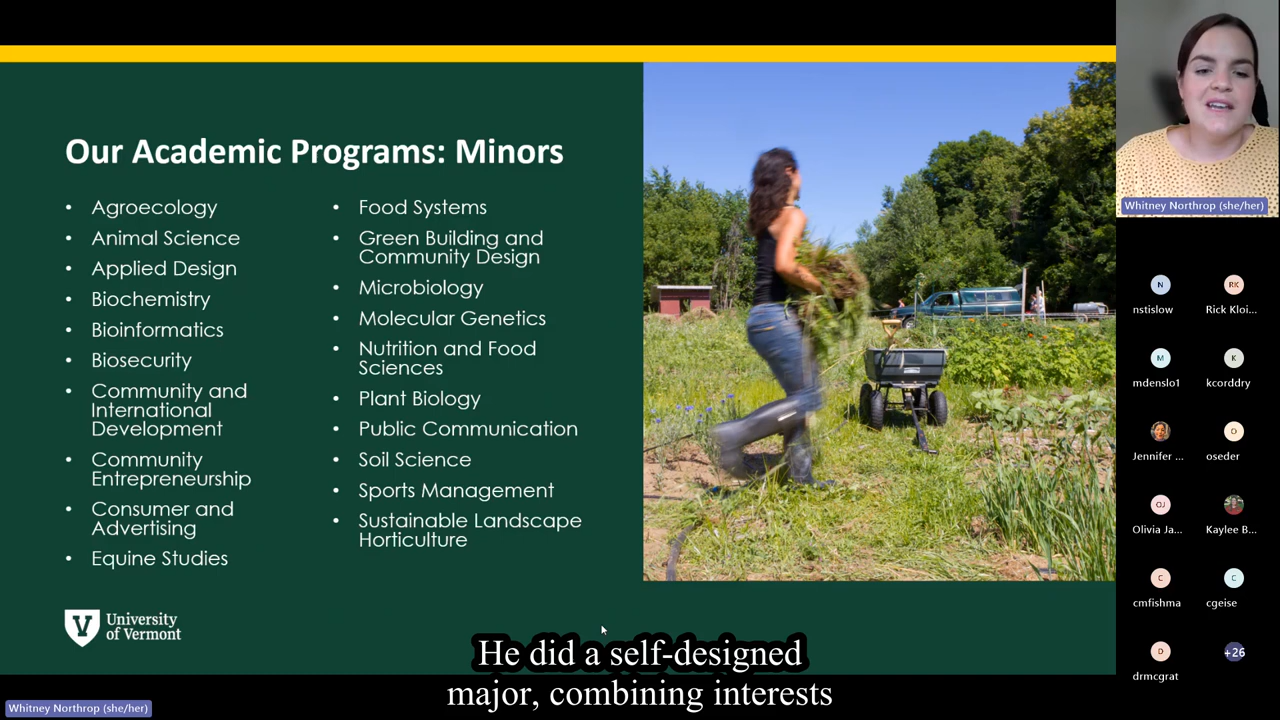 Our Academic Programs: Minors
• Agroecology
• Animal Science
• Applied Design
• Biochemistry
• Bioinformatics
• Biosecurity
• Community and
International
Development
• Community
Entrepreneurship
• Consumer and
Advertising
• Equine Studies
• Food Systems
• Green Building and
Community Design
• Microbiology
• Molecular Genetics
• Nutrition and Food
Sciences
• Plant Biology
• Public Communication
• Soil Science
• Sports Management
• Sustainable Landscape
Horticulture
University
of Vermont
He did a self-designed
major, combining interests
Whitney Northrop (she/her)
Whitney Northrop (she/her)
N
RK
nstislow
Rick Kloi...
M
K
mdenslo1
kcorddry
O
Jennifer ...
oseder
OJ
Olivia Ja...
Kaylee B...
C
C
cmfishma
cgeise
D
+26
drmcgrat